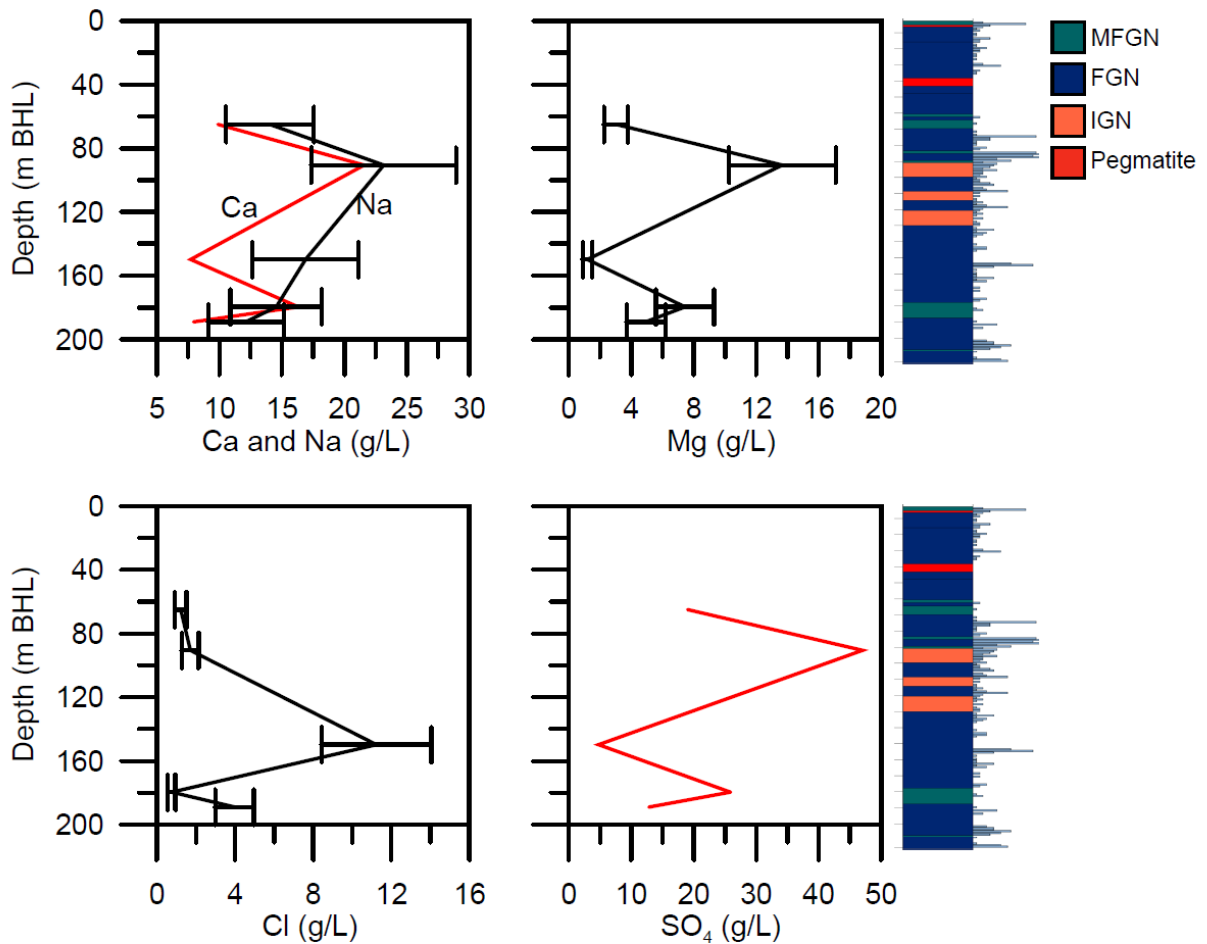 0
40
80
120
160
200
Depth (m BHL)
Ca
Na
5
10
15
20
25
30
Ca and Na (g/L)
0
4
8
12
16
20
Mg (g/L)
MFGN
FGN
IGN
Pegmatite
0
40
80
120
160
200
Depth (m BHL)
0
4
8
12
16
Cl (g/L)
0
10
20
30
40
50
SO₄ (g/L)